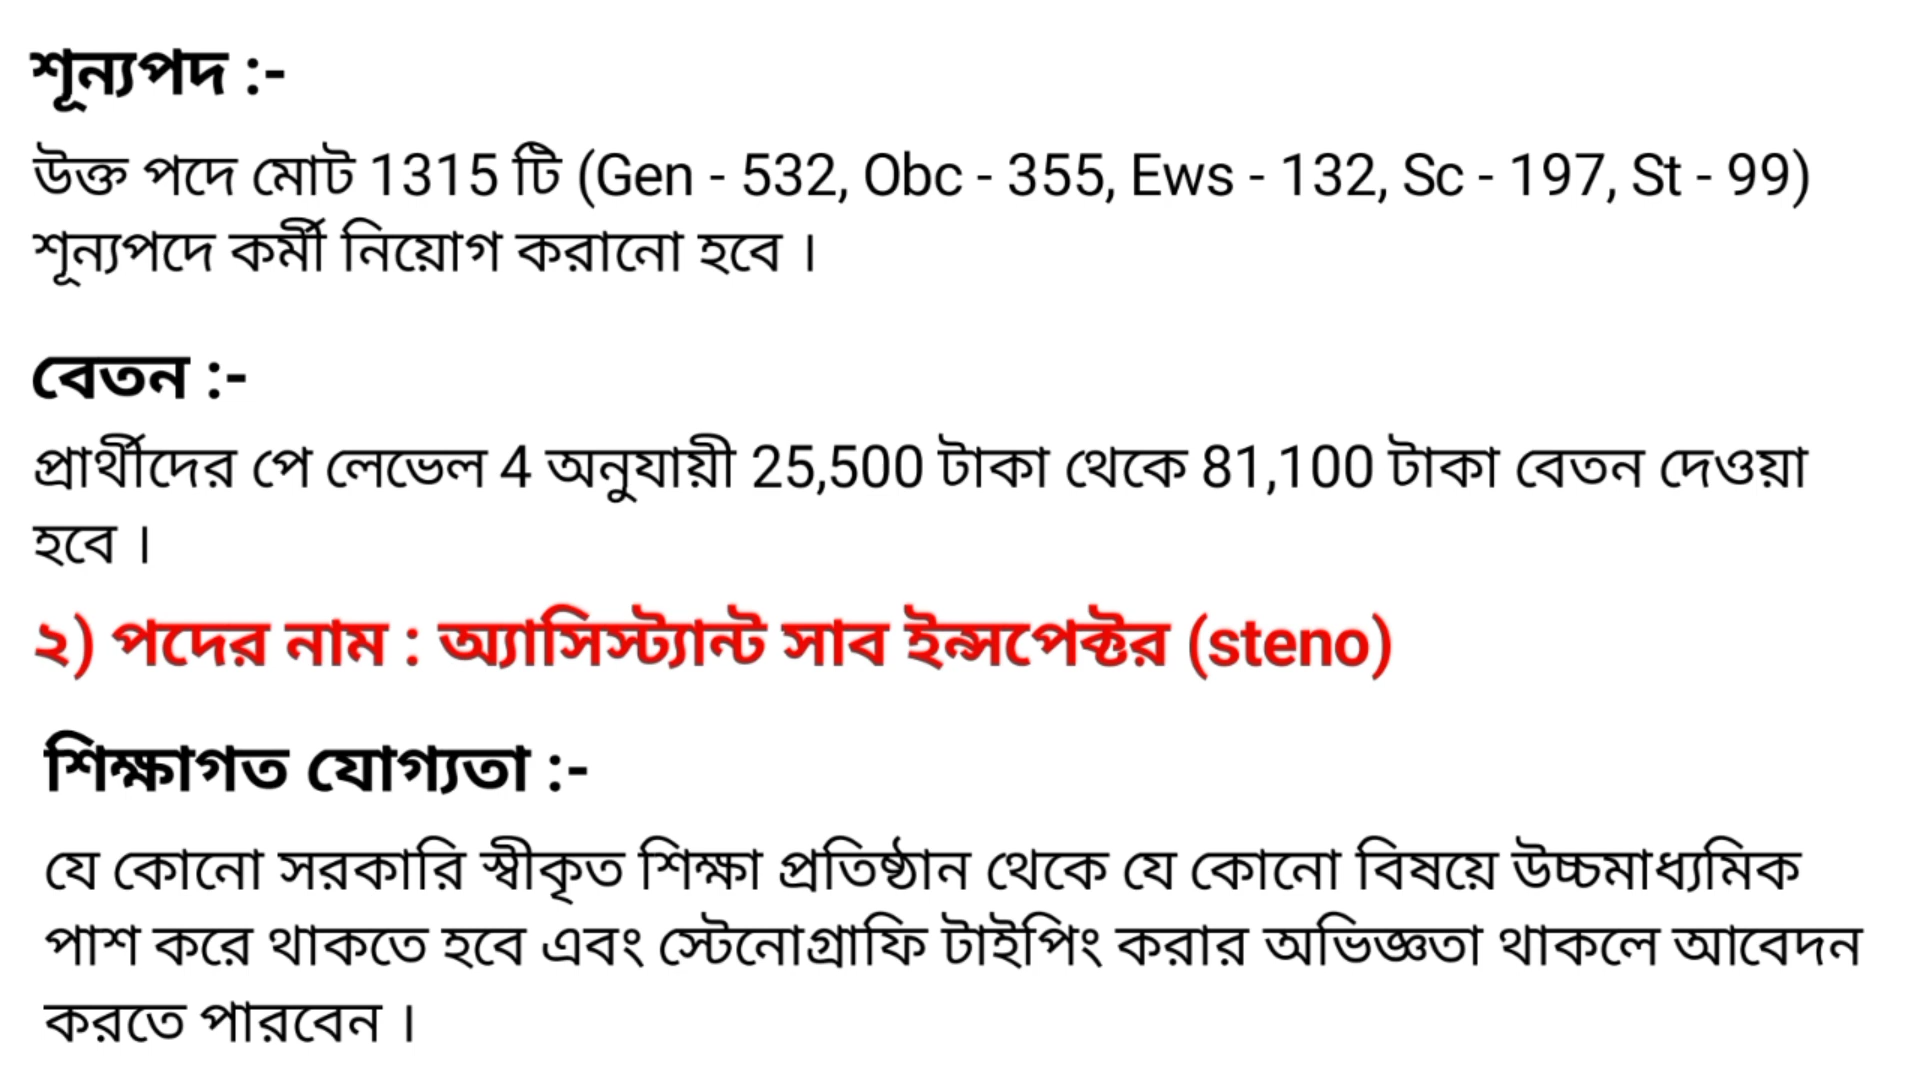 শূন্যপদ :-
উক্ত পদে মোট 1315 টি (Gen - 532, Obc - 355, Ews - 132, Sc - 197, St - 99)
শূন্যপদে কর্মী নিয়োগ করানো হবে ।
বেতন :-
প্রার্থীদের পে লেভেল 4 অনুযায়ী 25,500 টাকা থেকে 81,100 টাকা বেতন দেওয়া
হবে ।
২) পদের নাম : অ্যাসিস্ট্যান্ট সাব ইন্সপেক্টর (steno)
শিক্ষাগত যোগ্যতা :-
যে কোনো সরকারি স্বীকৃত শিক্ষা প্রতিষ্ঠান থেকে যে কোনো বিষয়ে উচ্চমাধ্যমিক
পাশ করে থাকতে হবে এবং স্টেনোগ্রাফি টাইপিং করার অভিজ্ঞতা থাকলে আবেদন
করতে পারবেন ।